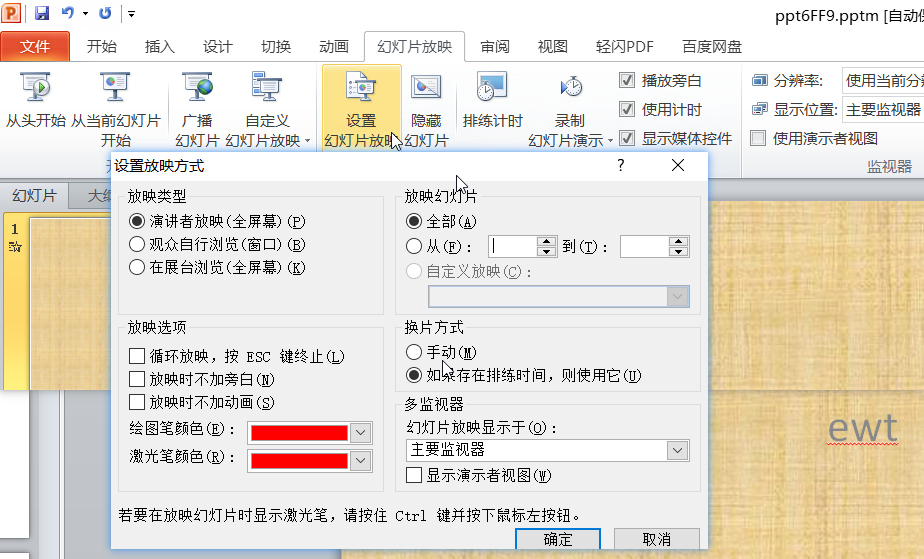 ppt6FF9.pptm [自动保
文件 开始 插入 设计 切换 动画 幻灯片放映 审阅 视图 轻闪PDF 百度网盘
从头开始 从当前幻灯片 开始 广播 幻灯片 自定义 幻灯片放映 设置 幻灯片放映 隐藏 幻灯片 排练计时 录制 幻灯片演示
播放旁白
使用计时
显示媒体控件
分辨率: 使用当前分
显示位置: 主要监视器
使用演示者视图
监视器
幻灯片 大纲
1
设置放映方式 ?
放映类型
演讲者放映(全屏幕)(P)
观众自行浏览(窗口)(B)
在展台浏览(全屏幕)(K)
放映幻灯片
全部(A)
从(F): 到(T):
自定义放映(C):
放映选项
循环放映，按 ESC 键终止(L)
放映时不加旁白(N)
放映时不加动画(S)
绘图笔颜色(E):
激光笔颜色(R):
换片方式
手动(M)
如果存在排练时间，则使用它(U)
多监视器
幻灯片放映显示于(O):
主要监视器
显示演示者视图(W)
若要在放映幻灯片时显示激光笔，请按住 Ctrl 键并按下鼠标左按钮。
确定 取消
ewt